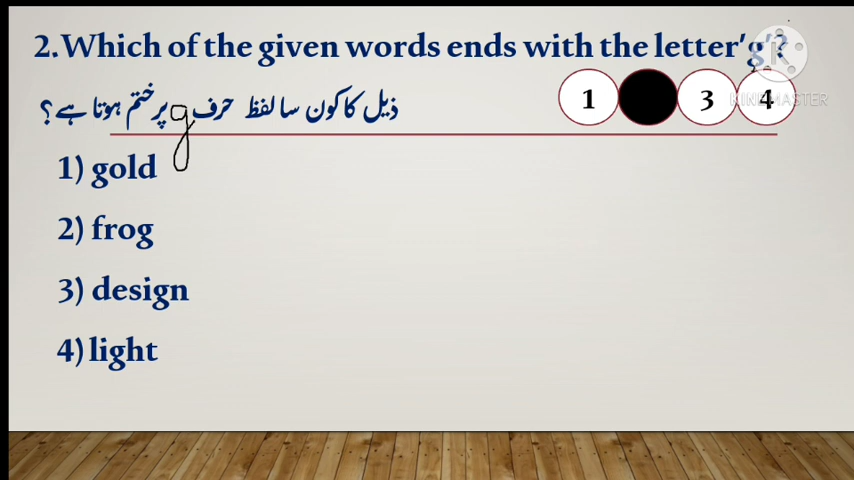 2. Which of the given words ends with the letter'g'?
ذیل کا کون سا لفظ حرف g پر ختم ہوتا ہے؟
1 3 4
KINEMASTER
1) gold
2) frog
3) design
4) light